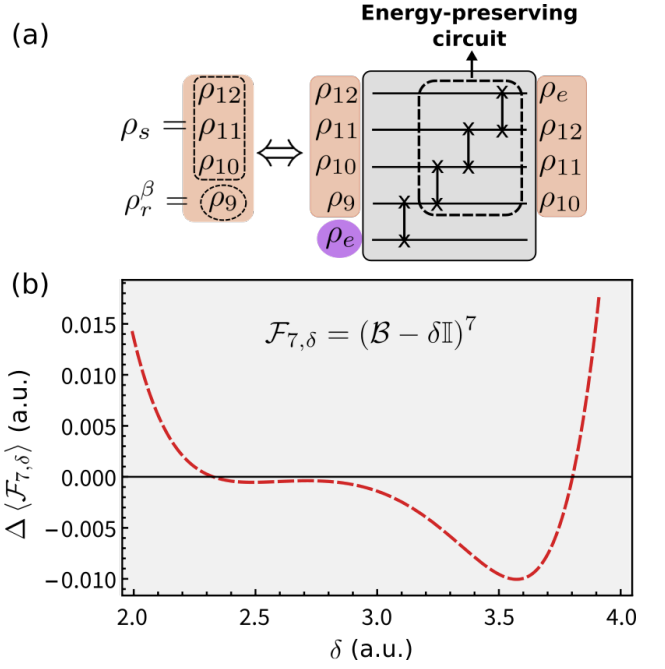 (a)
Energy-preserving
circuit
ρ₁₂ ρ₁₂ ρₑ
ρₛ = ρ₁₁ ⇔ ρ₁₁ ρ₁₂
ρ₁₀ ρ₁₀ ρ₁₁
ρᵣᵝ = ρ₉ ρ₉ ρ₁₀
ρₑ
(b)
0.015
0.010
0.005
0.000
−0.005
−0.010
Δ ⟨ℱ₇,δ⟩ (a.u.)
ℱ₇,δ = (ℬ − δ𝕀)⁷
2.0 2.5 3.0 3.5 4.0
δ (a.u.)